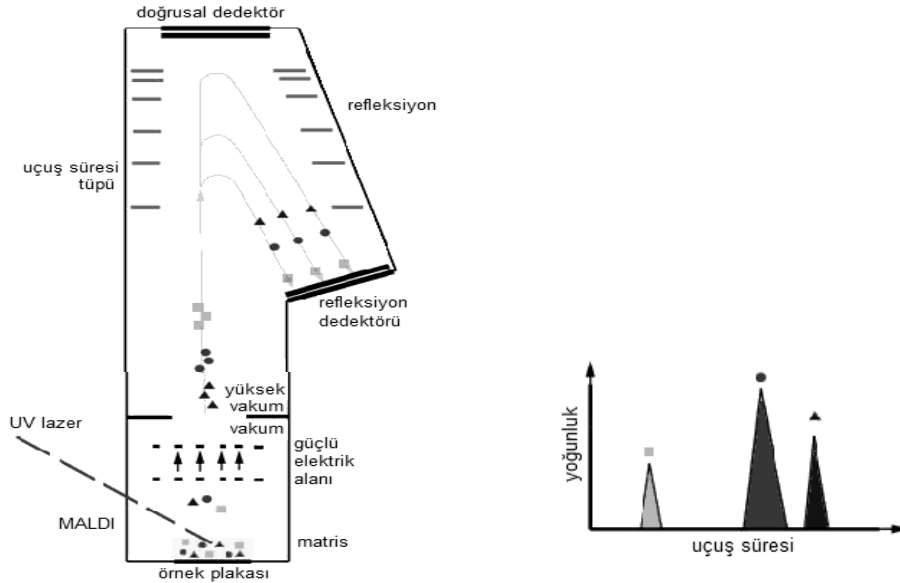 doğrusal dedektör
refleksiyon
uçuş süresi
tüpü
refleksiyon
dedektörü
yüksek
vakum
vakum
UV lazer
güçlü
elektrik
alanı
MALDI
matris
örnek plakası
yoğunluk
uçuş süresi